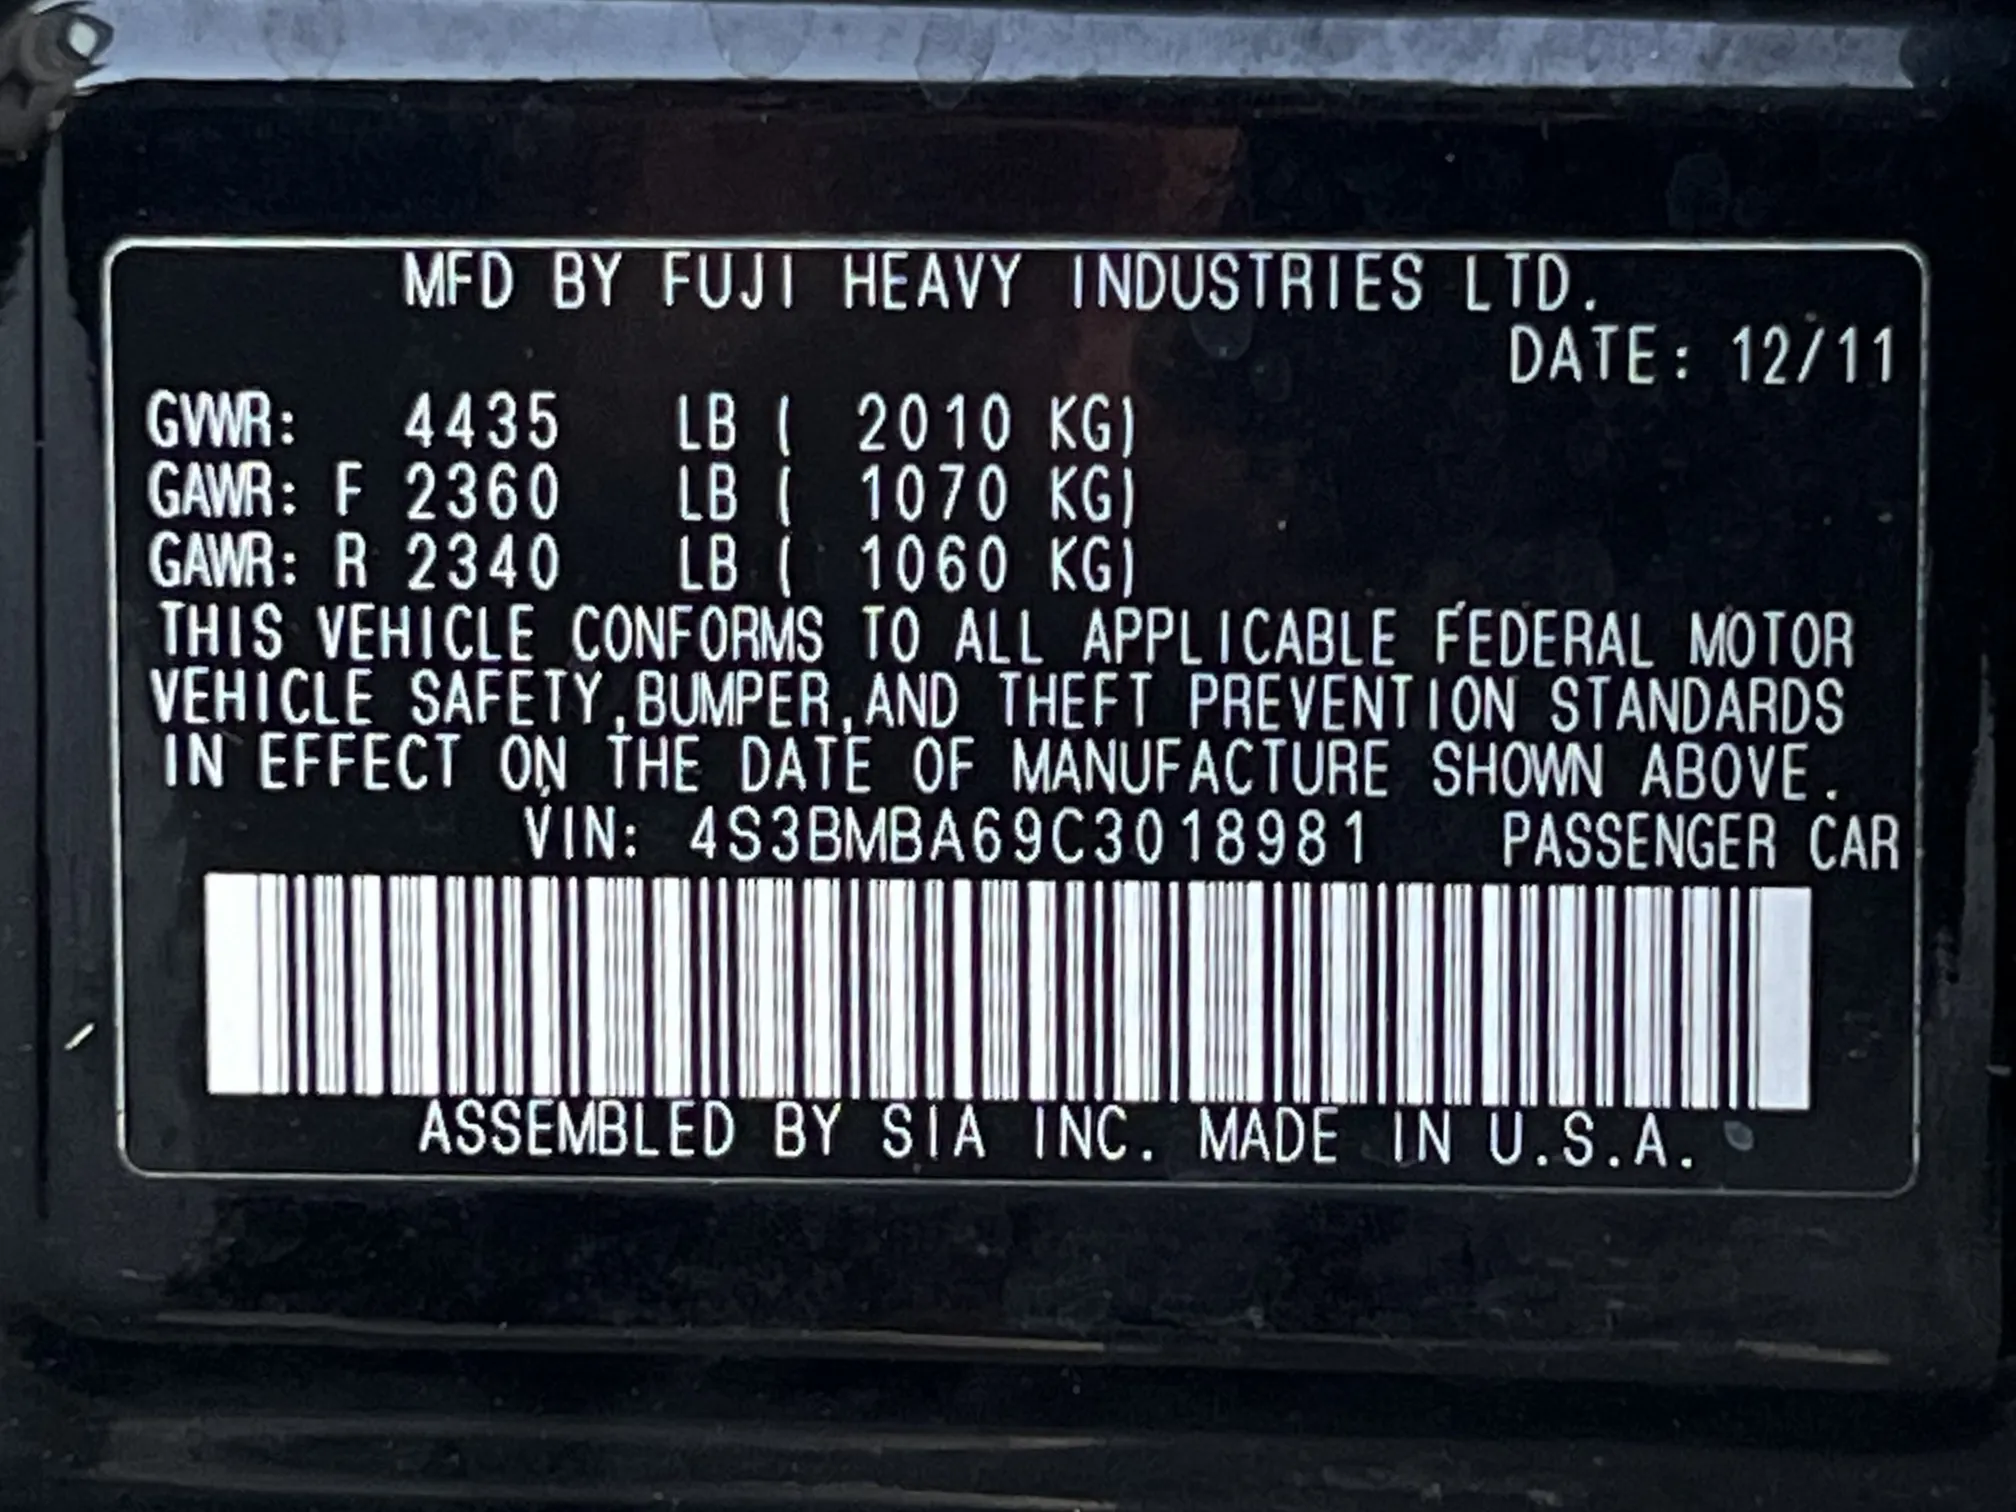 MFD BY FUJI HEAVY INDUSTRIES LTD.
DATE: 12/11
GVWR: 4435 LB ( 2010 KG)
GAWR: F 2360 LB ( 1070 KG)
GAWR: R 2340 LB ( 1060 KG)
THIS VEHICLE CONFORMS TO ALL APPLICABLE FEDERAL MOTOR
VEHICLE SAFETY,BUMPER,AND THEFT PREVENTION STANDARDS
IN EFFECT ON THE DATE OF MANUFACTURE SHOWN ABOVE.
VIN: 4S3BMBA69C3018981 PASSENGER CAR
ASSEMBLED BY SIA INC. MADE IN U.S.A.